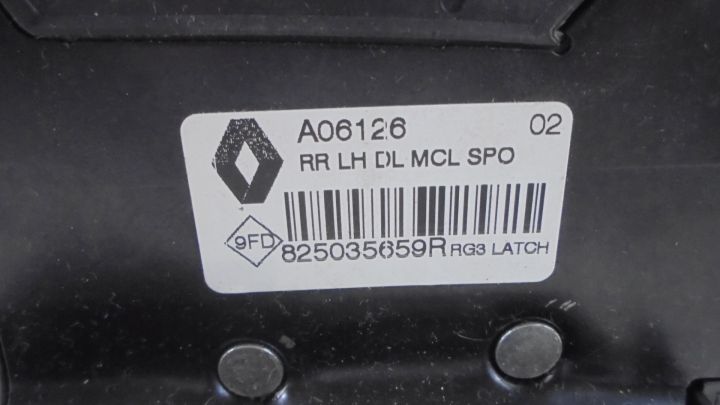 A06126 02
RR LH DL MCL SPO
9FD
825035659R RG3 LATCH